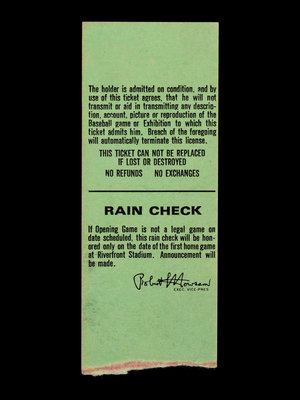 The holder is admitted on condition, and by
use of this ticket agrees, that he will not
transmit or aid in transmitting any descrip-
tion, account, picture or reproduction of the
Baseball game or Exhibition to which this
ticket admits him. Breach of the foregoing
will automatically terminate this license.
THIS TICKET CAN NOT BE REPLACED
IF LOST OR DESTROYED
NO REFUNDS NO EXCHANGES
RAIN CHECK
If Opening Game is not a legal game on
date scheduled, this rain check will be hon-
ored only on the date of the first home game
at Riverfront Stadium. Announcement will
be made.
EXEC. VICE-PRES.